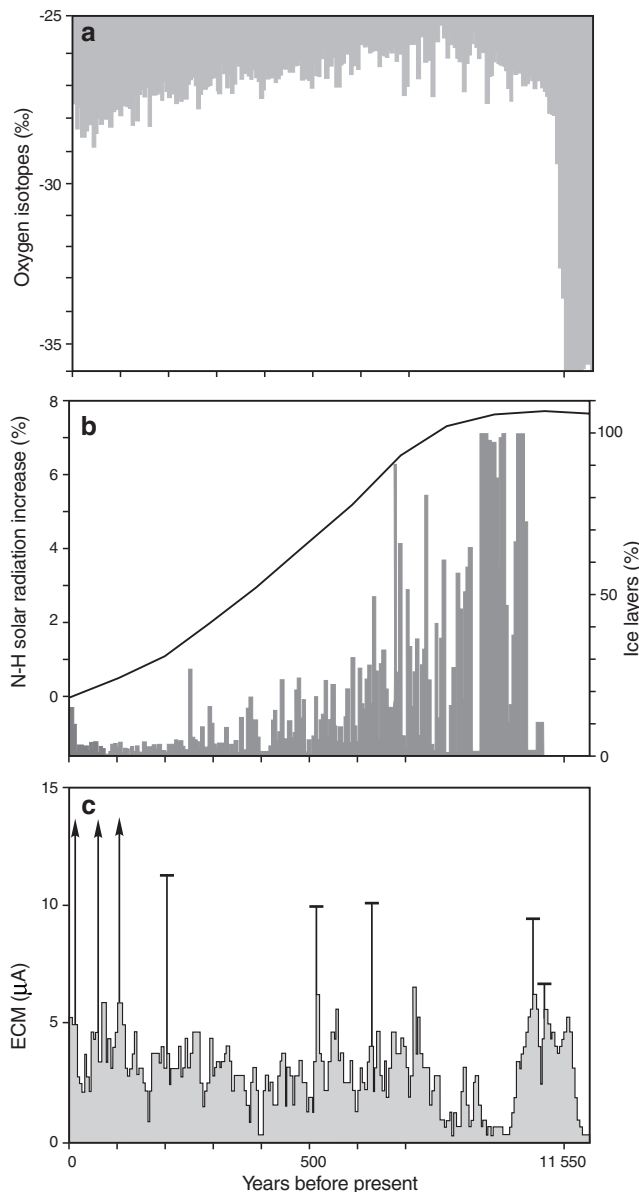 -25
a
-30
-35
Oxygen isotopes (‰)
8
b
100
6
4
50
2
0
0
N-H solar radiation increase (%)
Ice layers (%)
15
c
10
5
0
ECM (µA)
0
500
11 550
Years before present